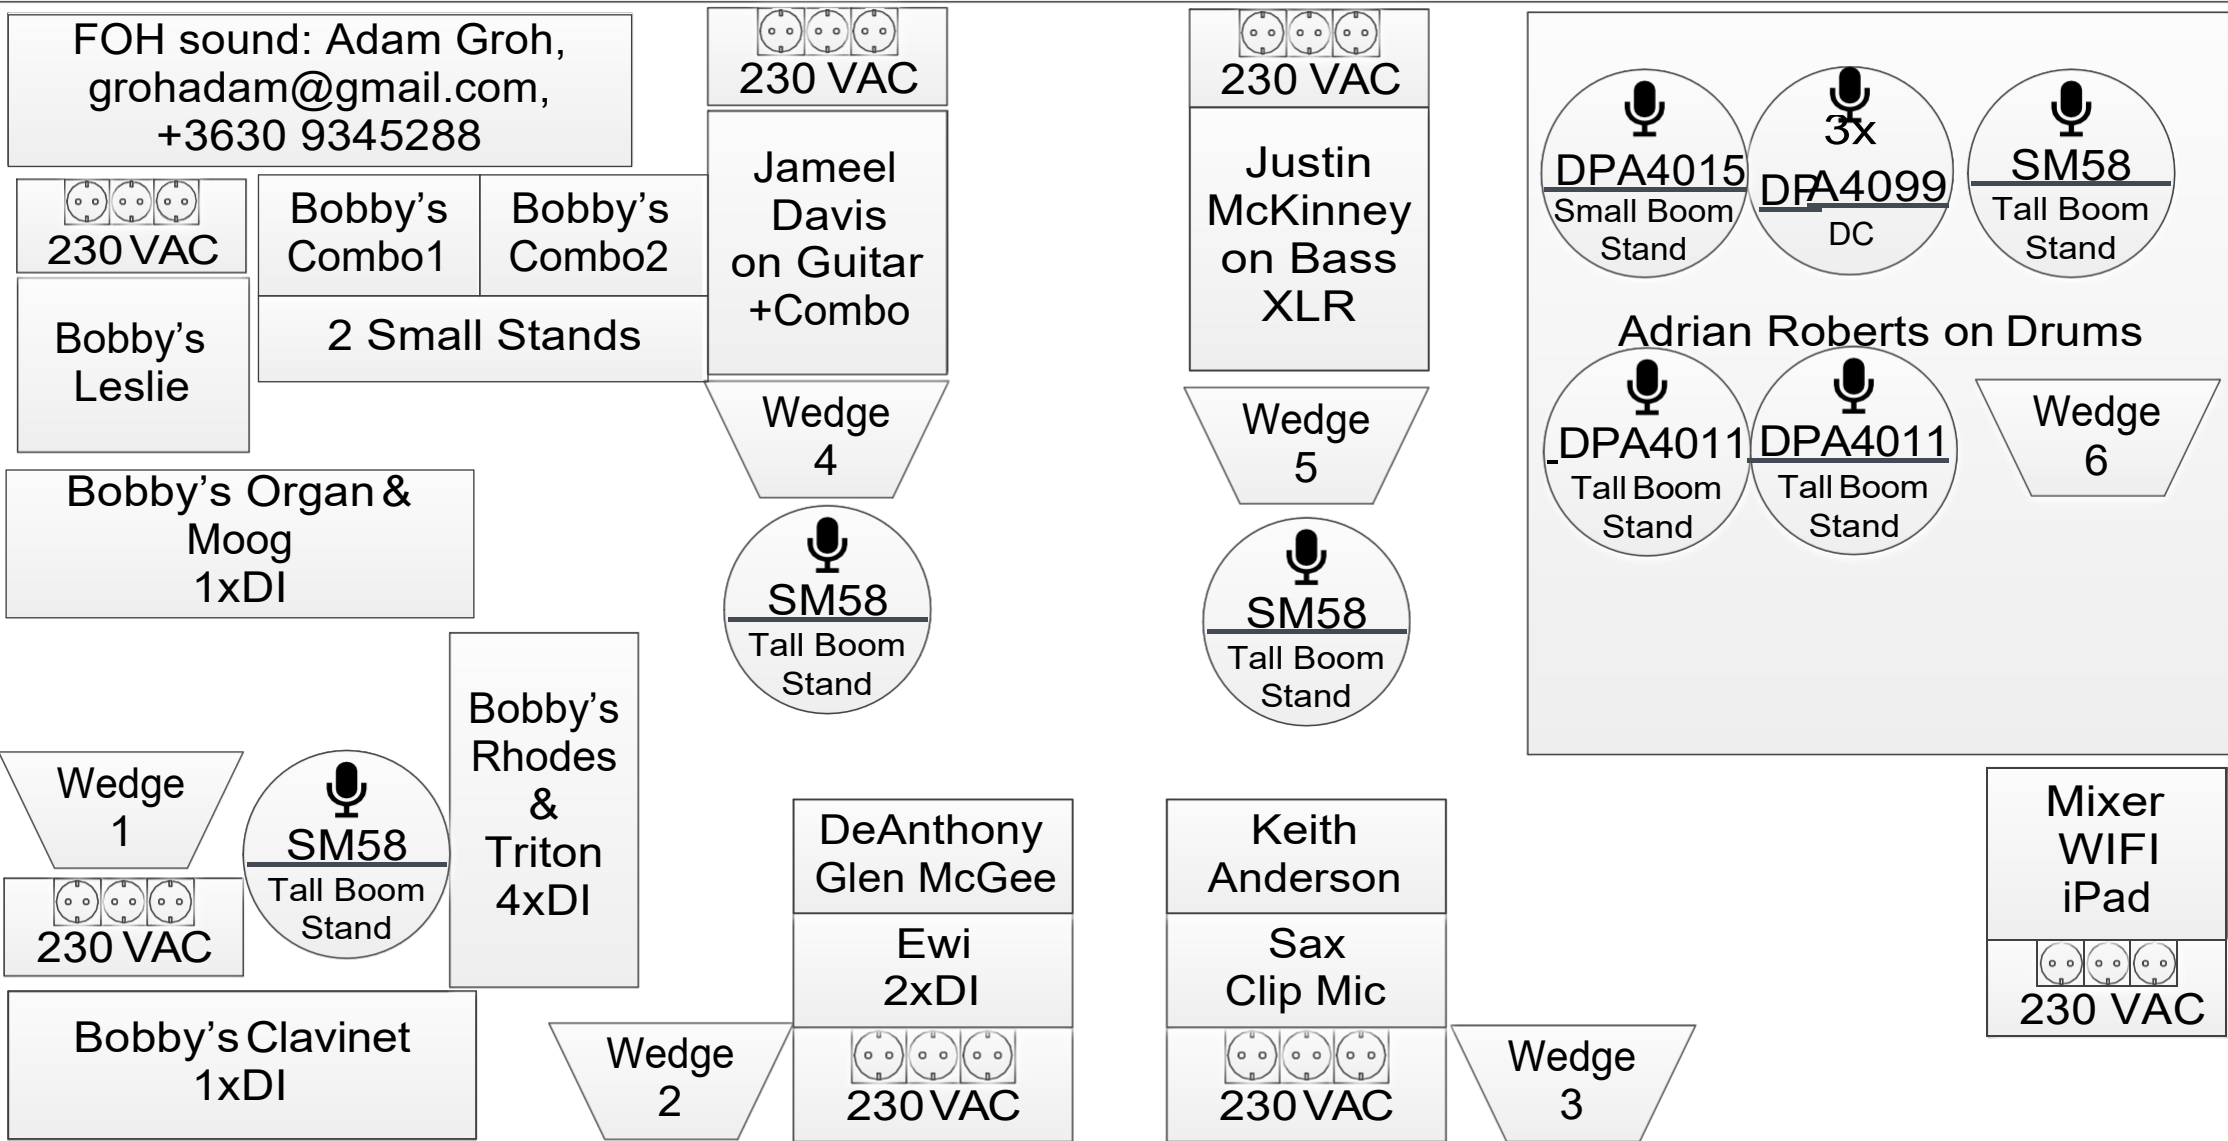 FOH sound: Adam Groh,
grohadam@gmail.com,
+3630 9345288
230 VAC
230 VAC
230 VAC
Bobby’s
Combo1
Bobby’s
Combo2
2 Small Stands
Bobby’s
Leslie
Jameel
Davis
on Guitar
+Combo
Justin
McKinney
on Bass
XLR
DPA4015
Small Boom
Stand
3x
DPA4099
DC
SM58
Tall Boom
Stand
Adrian Roberts on Drums
DPA4011
Tall Boom
Stand
DPA4011
Tall Boom
Stand
Wedge
6
Wedge
4
Wedge
5
Bobby’s Organ &
Moog
1xDI
SM58
Tall Boom
Stand
SM58
Tall Boom
Stand
Bobby’s
Rhodes
&
Triton
4xDI
Wedge
1
SM58
Tall Boom
Stand
230 VAC
Bobby’s Clavinet
1xDI
DeAnthony
Glen McGee
Ewi
2xDI
230 VAC
Wedge
2
Keith
Anderson
Sax
Clip Mic
230 VAC
Wedge
3
Mixer
WIFI
iPad
230 VAC